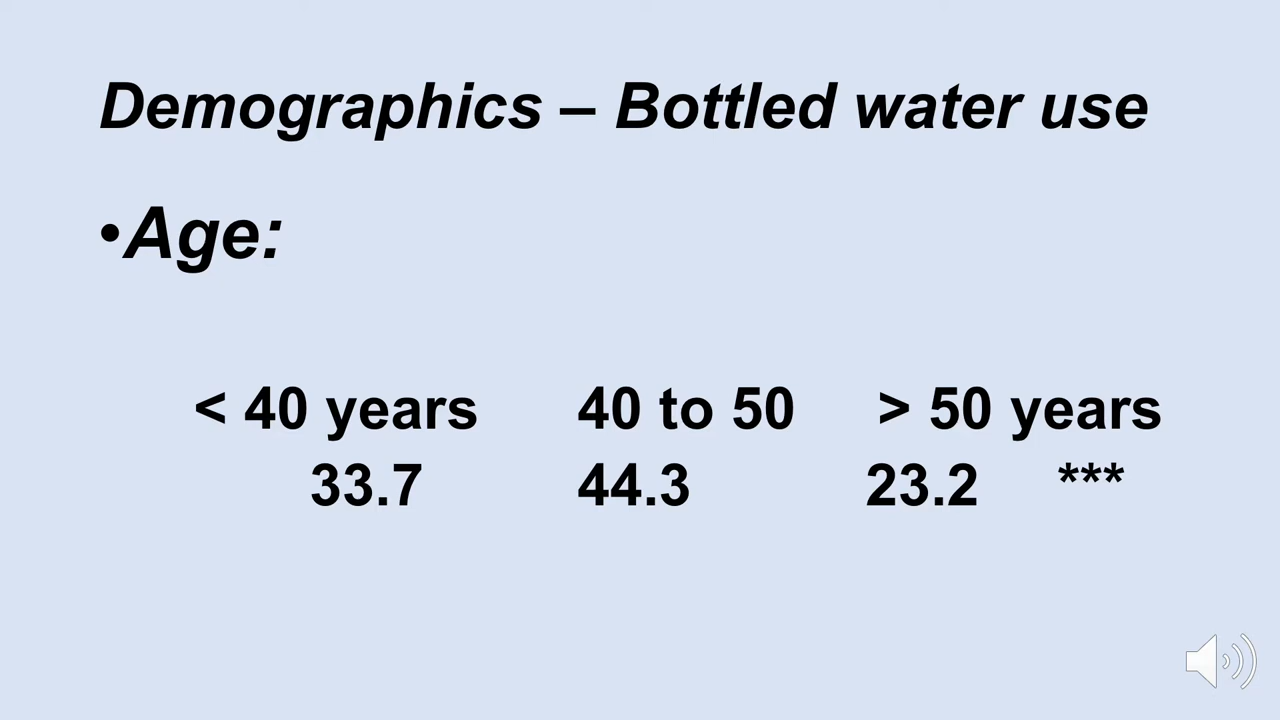 Demographics – Bottled water use
•Age:
< 40 years 40 to 50 > 50 years
33.7 44.3 23.2 ***